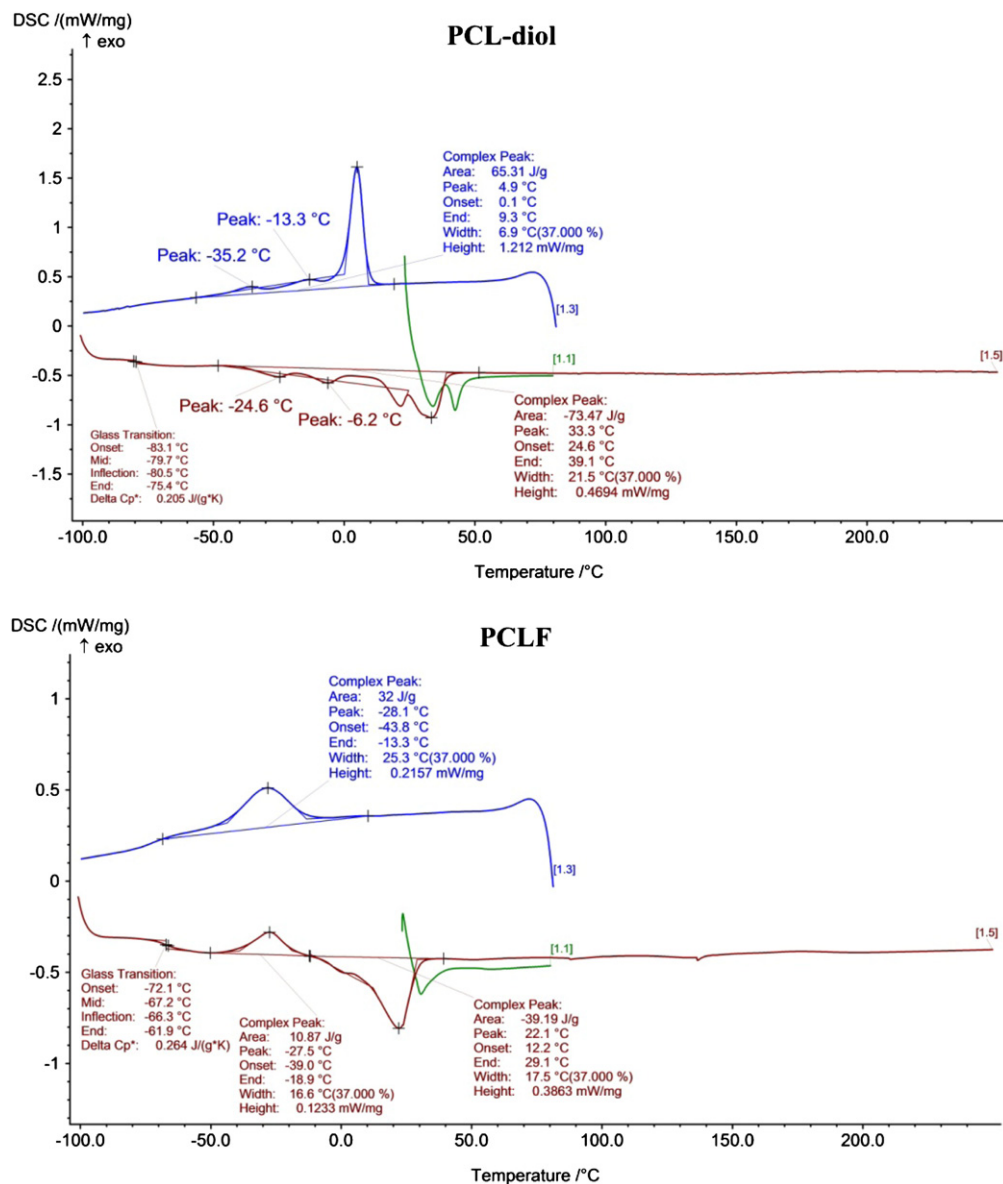 DSC /(mW/mg)
↑ exo
PCL-diol
2.5
2
1.5
1
0.5
0
-0.5
-1
-1.5
Complex Peak:
Area: 65.31 J/g
Peak: 4.9 °C
Onset: 0.1 °C
End: 9.3 °C
Width: 6.9 °C(37.000 %)
Height: 1.212 mW/mg
Peak: -13.3 °C
Peak: -35.2 °C
[1.3]
[1.1]
[1.5]
Peak: -24.6 °C
Peak: -6.2 °C
Glass Transition:
Onset: -83.1 °C
Mid: -79.7 °C
Inflection: -80.5 °C
End: -75.4 °C
Delta Cp*: 0.205 J/(g*K)
Complex Peak:
Area: -73.47 J/g
Peak: 33.3 °C
Onset: 24.6 °C
End: 39.1 °C
Width: 21.5 °C(37.000 %)
Height: 0.4694 mW/mg
-100.0 -50.0 0.0 50.0 100.0 150.0 200.0
Temperature /°C
DSC /(mW/mg)
↑ exo
PCLF
1
0.5
0
-0.5
-1
Complex Peak:
Area: 32 J/g
Peak: -28.1 °C
Onset: -43.8 °C
End: -13.3 °C
Width: 25.3 °C(37.000 %)
Height: 0.2157 mW/mg
[1.3]
[1.1]
[1.5]
Glass Transition:
Onset: -72.1 °C
Mid: -67.2 °C
Inflection: -66.3 °C
End: -61.9 °C
Delta Cp*: 0.264 J/(g*K)
Complex Peak:
Area: 10.87 J/g
Peak: -27.5 °C
Onset: -39.0 °C
End: -18.9 °C
Width: 16.6 °C(37.000 %)
Height: 0.1233 mW/mg
Complex Peak:
Area: -39.19 J/g
Peak: 22.1 °C
Onset: 12.2 °C
End: 29.1 °C
Width: 17.5 °C(37.000 %)
Height: 0.3863 mW/mg
-100.0 -50.0 0.0 50.0 100.0 150.0 200.0
Temperature /°C